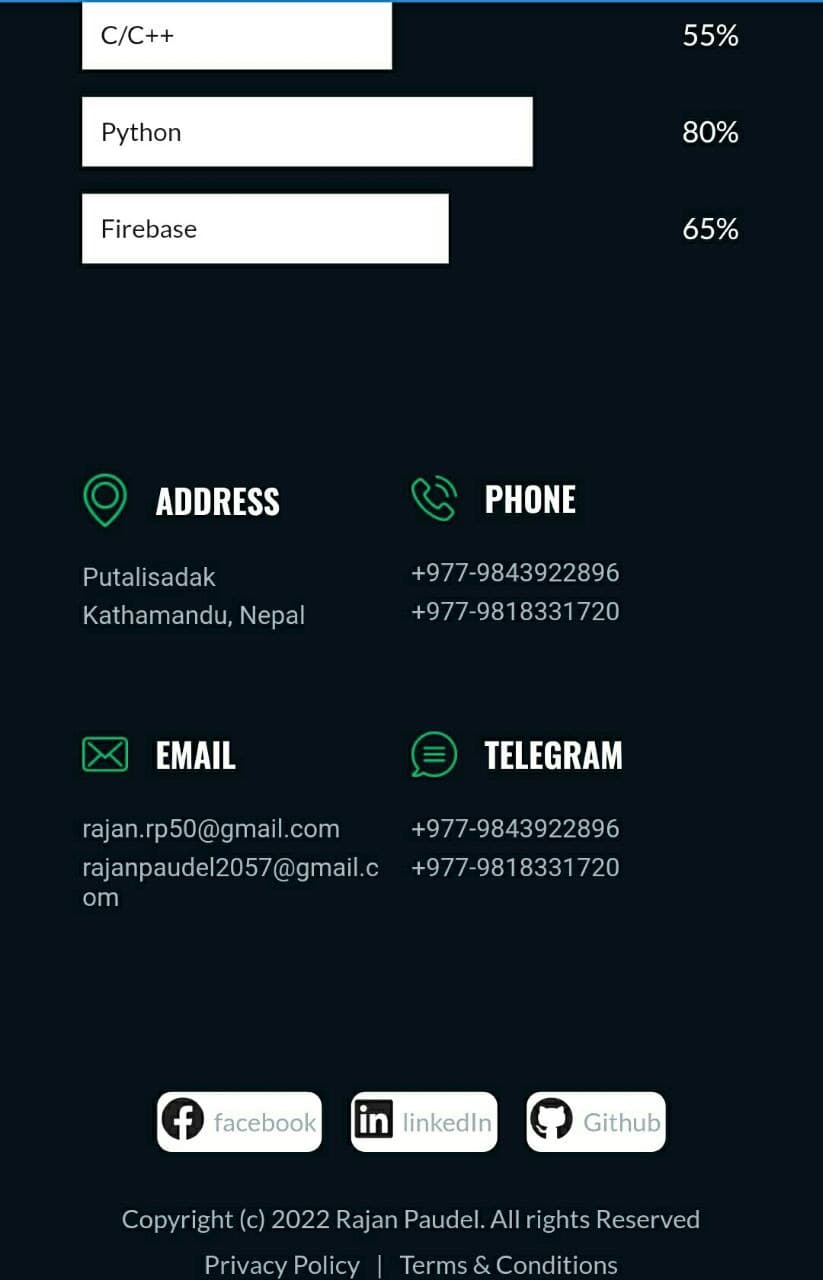 C/C++ 55%
Python 80%
Firebase 65%
ADDRESS
Putalisadak
Kathamandu, Nepal
PHONE
+977-9843922896
+977-9818331720
EMAIL
rajan.rp50@gmail.com
rajanpaudel2057@gmail.c
om
TELEGRAM
+977-9843922896
+977-9818331720
facebook linkedIn Github
Copyright (c) 2022 Rajan Paudel. All rights Reserved
Privacy Policy | Terms & Conditions